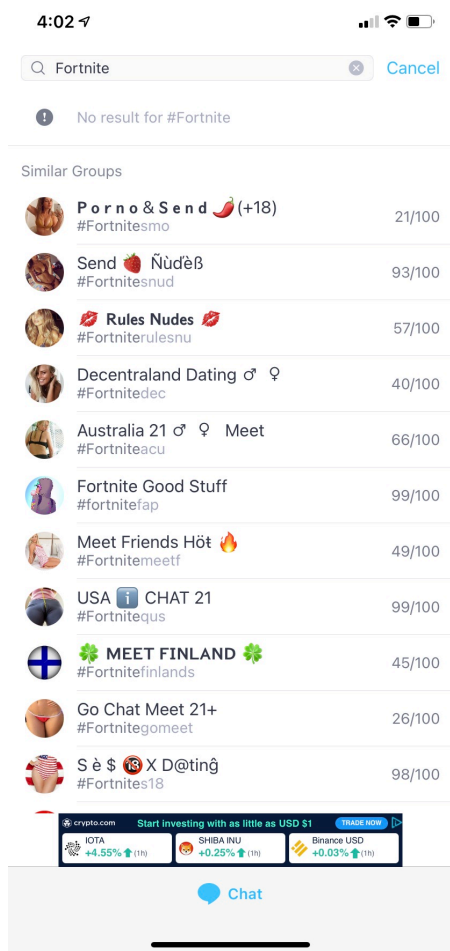 4:02
Fortnite
Cancel
No result for #Fortnite
Similar Groups
P o r n o & S e n d 🌶️ (+18)
#Fortnitesmo
21/100
Send 🍓 Ñùďèß
#Fortnitesnud
93/100
💋 Rules Nudes 💋
#Fortniterulesnu
57/100
Decentraland Dating ♂ ♀
#Fortnitedec
40/100
Australia 21 ♂ ♀ Meet
#Fortniteacu
66/100
Fortnite Good Stuff
#fortnitefap
99/100
Meet Friends Höŧ 🔥
#Fortnitemeetf
49/100
USA ℹ️ CHAT 21
#Fortnitequs
99/100
🍀 MEET FINLAND 🍀
#Fortnitefinlands
45/100
Go Chat Meet 21+
#Fortnitegomeet
26/100
S è $ 🔞 X D@tinĝ
#Fortnites18
98/100
crypto.com Start investing with as little as USD $1 TRADE NOW
IOTA
+4.55% (1h)
SHIBA INU
+0.25% (1h)
Binance USD
+0.03% (1h)
Chat